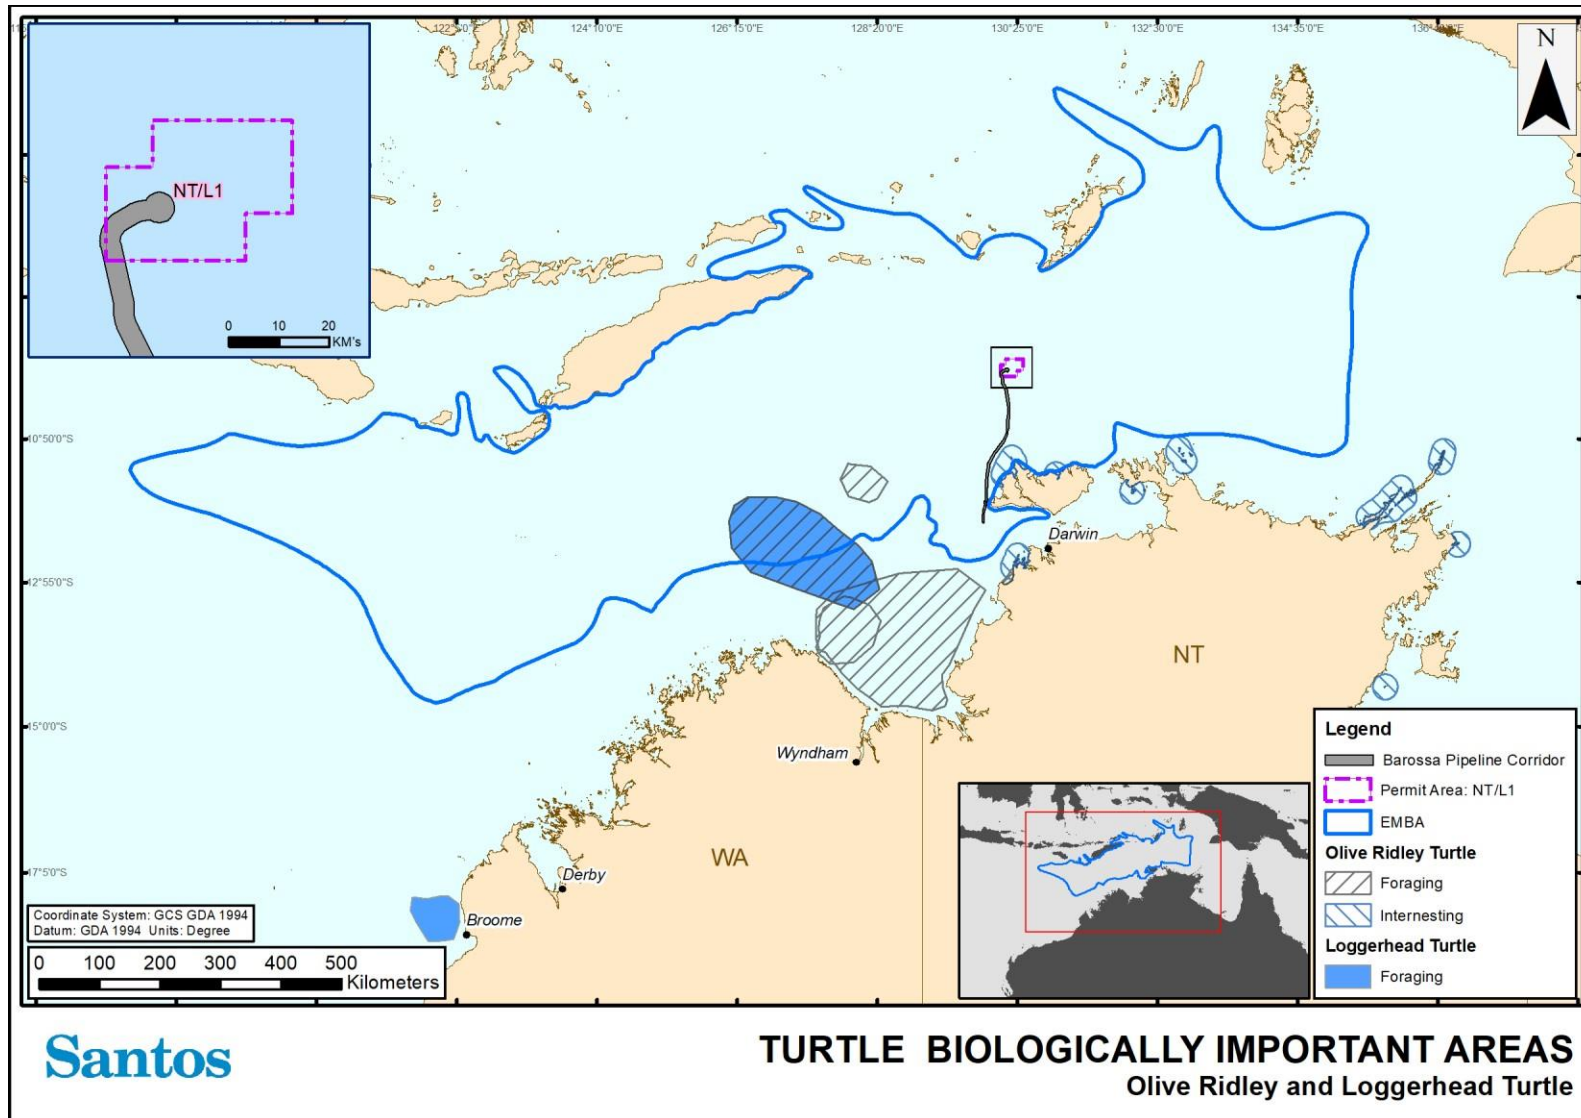 122°5'0"E
124°10'0"E
126°15'0"E
128°20'0"E
130°25'0"E
132°30'0"E
134°35'0"E
N
NT/L1
0 10 20
KM's
10°50'0"S
Darwin
12°55'0"S
NT
15°0'0"S
Wyndham
WA
17°5'0"S
Derby
Broome
Coordinate System: GCS GDA 1994
Datum: GDA 1994 Units: Degree
0 100 200 300 400 500
Kilometers
Legend
Barossa Pipeline Corridor
Permit Area: NT/L1
EMBA
Olive Ridley Turtle
Foraging
Internesting
Loggerhead Turtle
Foraging
Santos
TURTLE BIOLOGICALLY IMPORTANT AREAS
Olive Ridley and Loggerhead Turtle